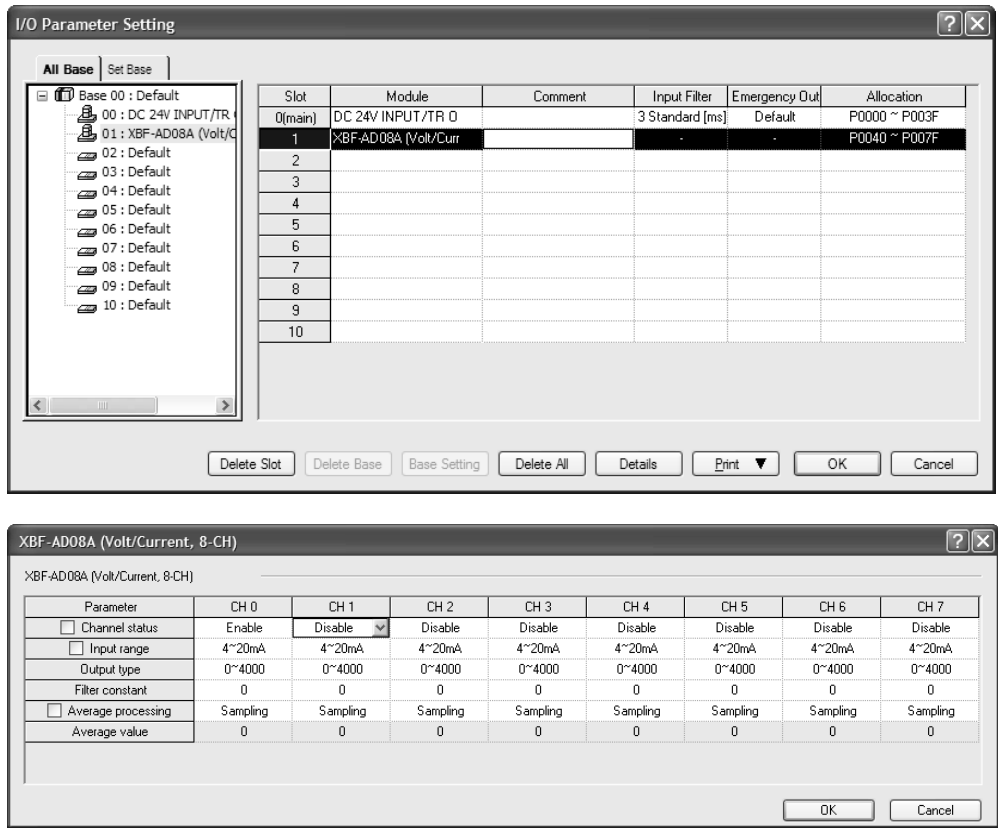 I/O Parameter Setting
All Base Set Base
Base 00 : Default
00 : DC 24V INPUT/TR
01 : XBF-AD08A (Volt/C
02 : Default
03 : Default
04 : Default
05 : Default
06 : Default
07 : Default
08 : Default
09 : Default
10 : Default
Slot Module Comment Input Filter Emergency Out Allocation
0(main) DC 24V INPUT/TR O 3 Standard [ms] Default P0000 ~ P003F
1 XBF-AD08A (Volt/Curr - - P0040 ~ P007F
2
3
4
5
6
7
8
9
10
Delete Slot Delete Base Base Setting Delete All Details Print ▼ OK Cancel
XBF-AD08A (Volt/Current, 8-CH)
XBF-AD08A (Volt/Current, 8-CH)
Parameter CH 0 CH 1 CH 2 CH 3 CH 4 CH 5 CH 6 CH 7
Channel status Enable Disable Disable Disable Disable Disable Disable Disable
Input range 4~20mA 4~20mA 4~20mA 4~20mA 4~20mA 4~20mA 4~20mA 4~20mA
Output type 0~4000 0~4000 0~4000 0~4000 0~4000 0~4000 0~4000 0~4000
Filter constant 0 0 0 0 0 0 0 0
Average processing Sampling Sampling Sampling Sampling Sampling Sampling Sampling Sampling
Average value 0 0 0 0 0 0 0 0
OK Cancel